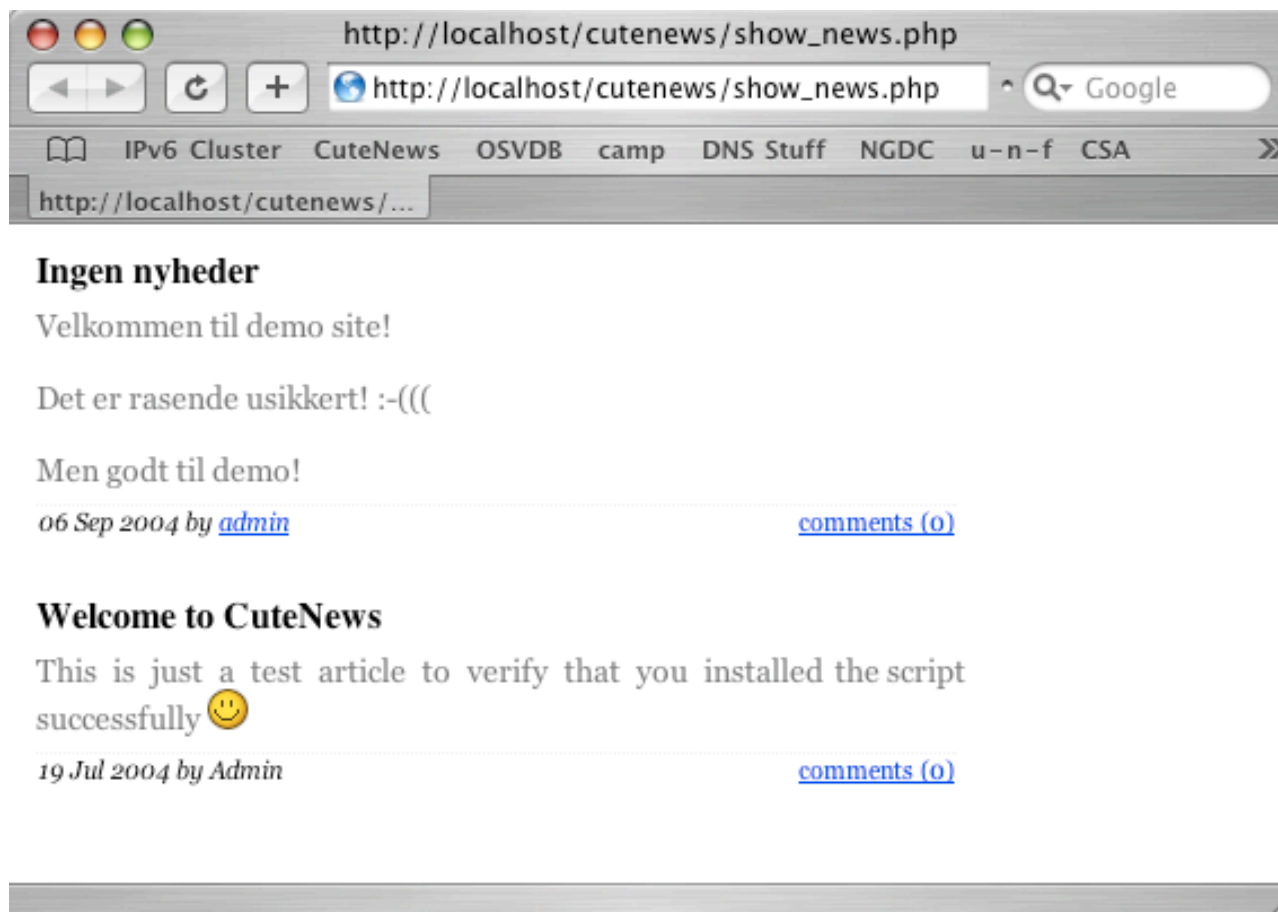 http://localhost/cutenews/show_news.php
http://localhost/cutenews/show_news.php Google
IPv6 Cluster CuteNews OSVDB camp DNS Stuff NGDC u-n-f CSA »
http://localhost/cutenews/...
Ingen nyheder
Velkommen til demo site!
Det er rasende usikkert! :-(((
Men godt til demo!
06 Sep 2004 by admin comments (0)
Welcome to CuteNews
This is just a test article to verify that you installed the script
successfully
19 Jul 2004 by Admin comments (0)